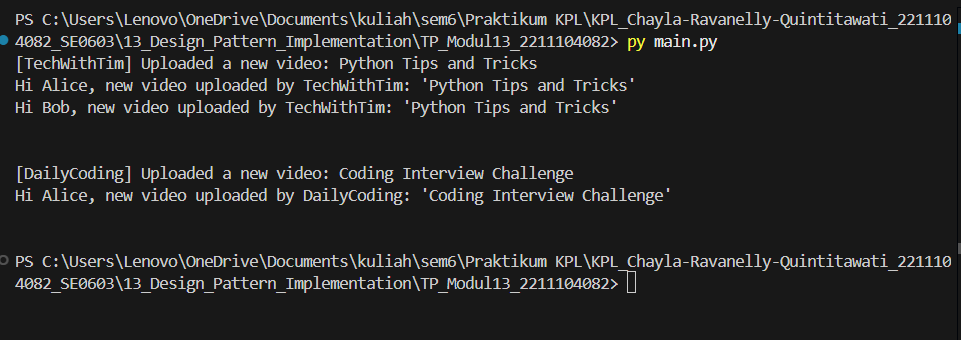 PS C:\Users\Lenovo\OneDrive\Documents\kuliah\sem6\Praktikum KPL\KPL_Chayla-Ravanelly-Quintitawati_221110
4082_SE0603\13_Design_Pattern_Implementation\TP_Modul13_2211104082> py main.py
[TechWithTim] Uploaded a new video: Python Tips and Tricks
Hi Alice, new video uploaded by TechWithTim: 'Python Tips and Tricks'
Hi Bob, new video uploaded by TechWithTim: 'Python Tips and Tricks'
[DailyCoding] Uploaded a new video: Coding Interview Challenge
Hi Alice, new video uploaded by DailyCoding: 'Coding Interview Challenge'
PS C:\Users\Lenovo\OneDrive\Documents\kuliah\sem6\Praktikum KPL\KPL_Chayla-Ravanelly-Quintitawati_221110
4082_SE0603\13_Design_Pattern_Implementation\TP_Modul13_2211104082>